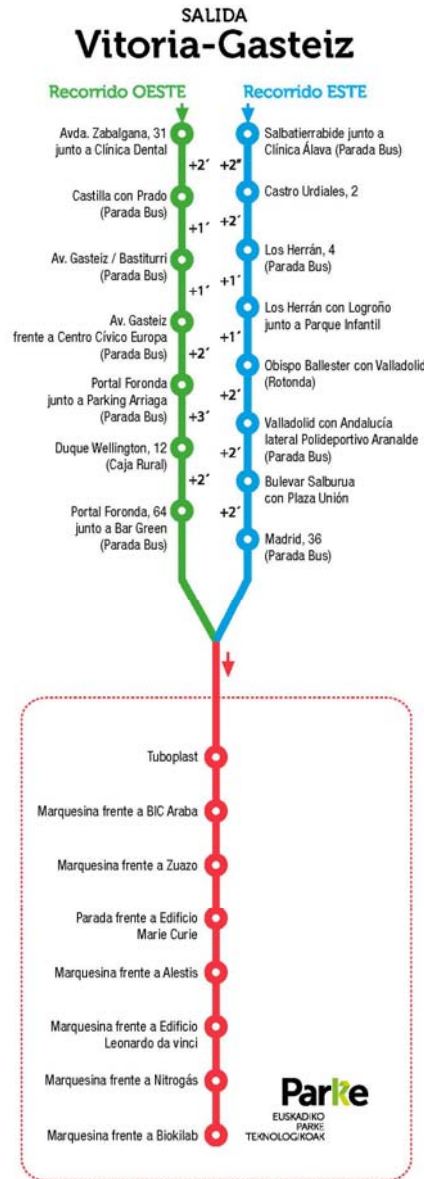 SALIDA
Vitoria-Gasteiz
Recorrido OESTE
Avda. Zabalgana, 31
junto a Clínica Dental
+2´
Castilla con Prado
(Parada Bus)
+1´
Av. Gasteiz / Bastiturri
(Parada Bus)
+1´
Av. Gasteiz
frente a Centro Cívico Europa
(Parada Bus)
+2´
Portal Foronda
junto a Parking Arriaga
(Parada Bus)
+3´
Duque Wellington, 12
(Caja Rural)
+2´
Portal Foronda, 64
junto a Bar Green
(Parada Bus)
Recorrido ESTE
Salbatierrabide junto a
Clínica Álava (Parada Bus)
+2"
Castro Urdiales, 2
+2´
Los Herrán, 4
(Parada Bus)
+1´
Los Herrán con Logroño
junto a Parque Infantil
+1´
Obispo Ballester con Valladolid
(Rotonda)
+2´
Valladolid con Andalucía
lateral Polideportivo Aranalde
(Parada Bus)
+2´
Bulevar Salburua
con Plaza Unión
+2´
Madrid, 36
(Parada Bus)
Tuboplast
Marquesina frente a BIC Araba
Marquesina frente a Zuazo
Parada frente a Edificio
Marie Curie
Marquesina frente a Alestis
Marquesina frente a Edificio
Leonardo da vinci
Marquesina frente a Nitrogás
Marquesina frente a Biokilab
Parke
EUSKADIKO
PARKE
TEKNOLOGIKOAK